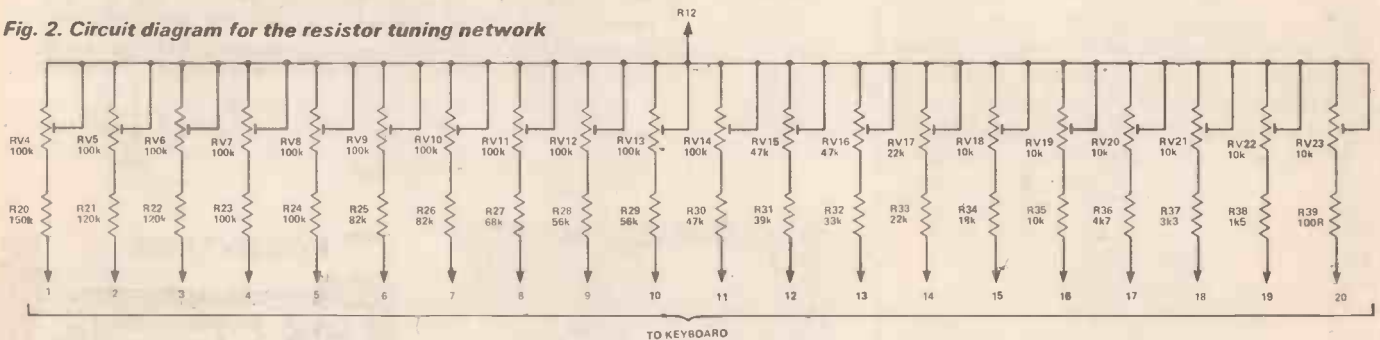 R12
Fig. 2. Circuit diagram for the resistor tuning network
RV4 RV5 RV6 RV7 RV8 RV9 RV10 RV11 RV12 RV13 RV14 RV15 RV16 RV17 RV18 RV19 RV20 RV21 RV22 RV23
100k 100k 100k 100k 100k 100k 100k 100k 100k 100k 100k 47k 47k 22k 10k 10k 10k 10k 10k 10k
R20 R21 R22 R23 R24 R25 R26 R27 R28 R29 R30 R31 R32 R33 R34 R35 R36 R37 R38 R39
150k 120k 120k 100k 100k 82k 82k 68k 56k 56k 47k 39k 33k 22k 18k 10k 4k7 3k3 1k5 100R
1 2 3 4 5 6 7 8 9 10 11 12 13 14 15 16 17 18 19 20
TO KEYBOARD